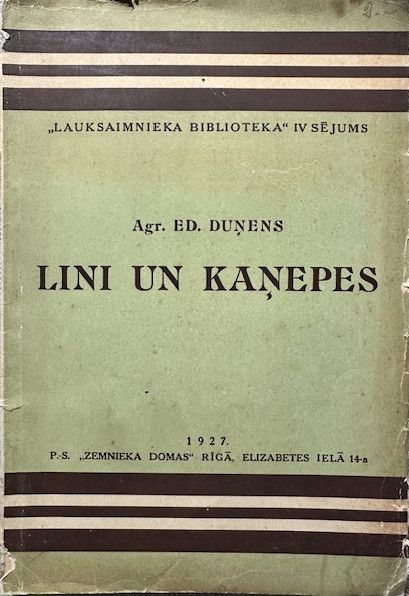 „LAUKSAIMNIEKA BIBLIOTEKA“ IV SĒJUMS
Agr. ED. DUŅENS
LINI UN KAŅEPES
1927.
P.-S. „ZEMNIEKA DOMAS“ RĪGĀ, ELIZABETES IELĀ 14-a